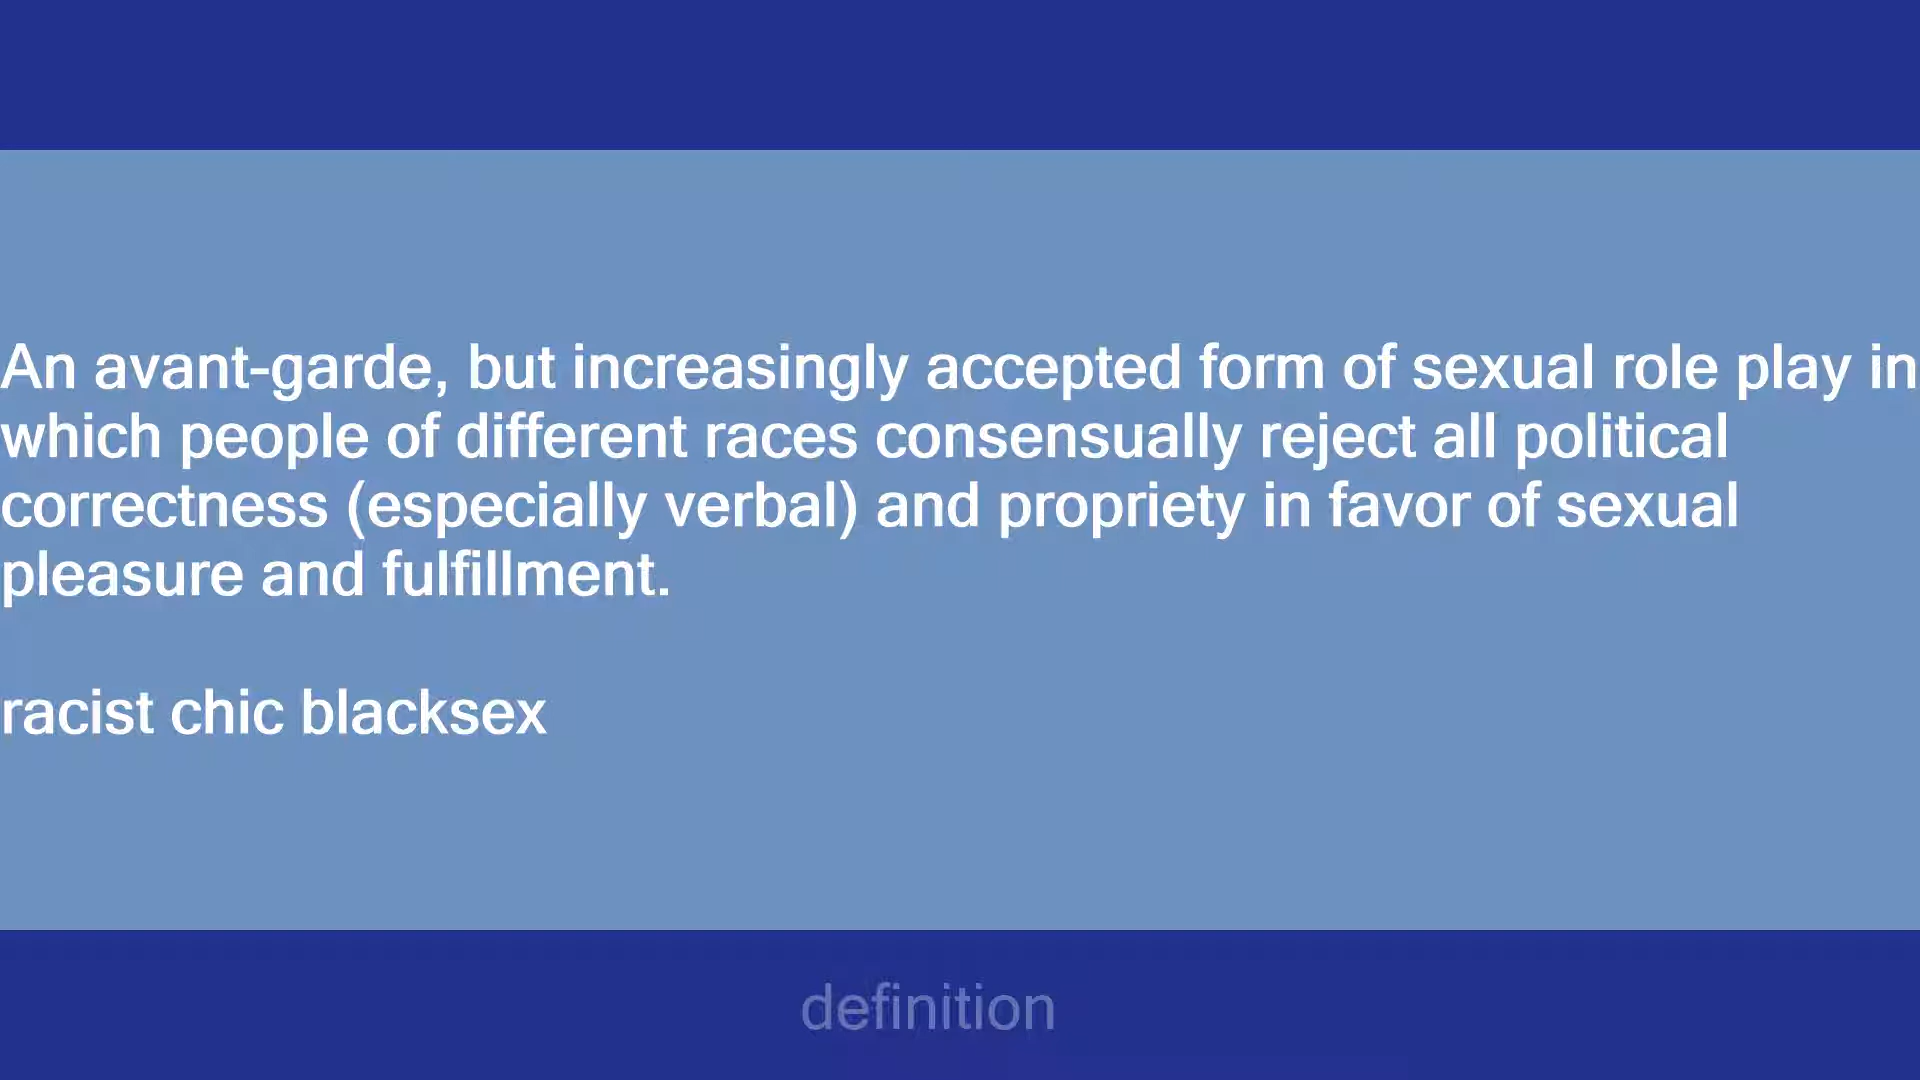 An avant-garde, but increasingly accepted form of sexual role play in
which people of different races consensually reject all political
correctness (especially verbal) and propriety in favor of sexual
pleasure and fulfillment.
racist chic blacksex
definition